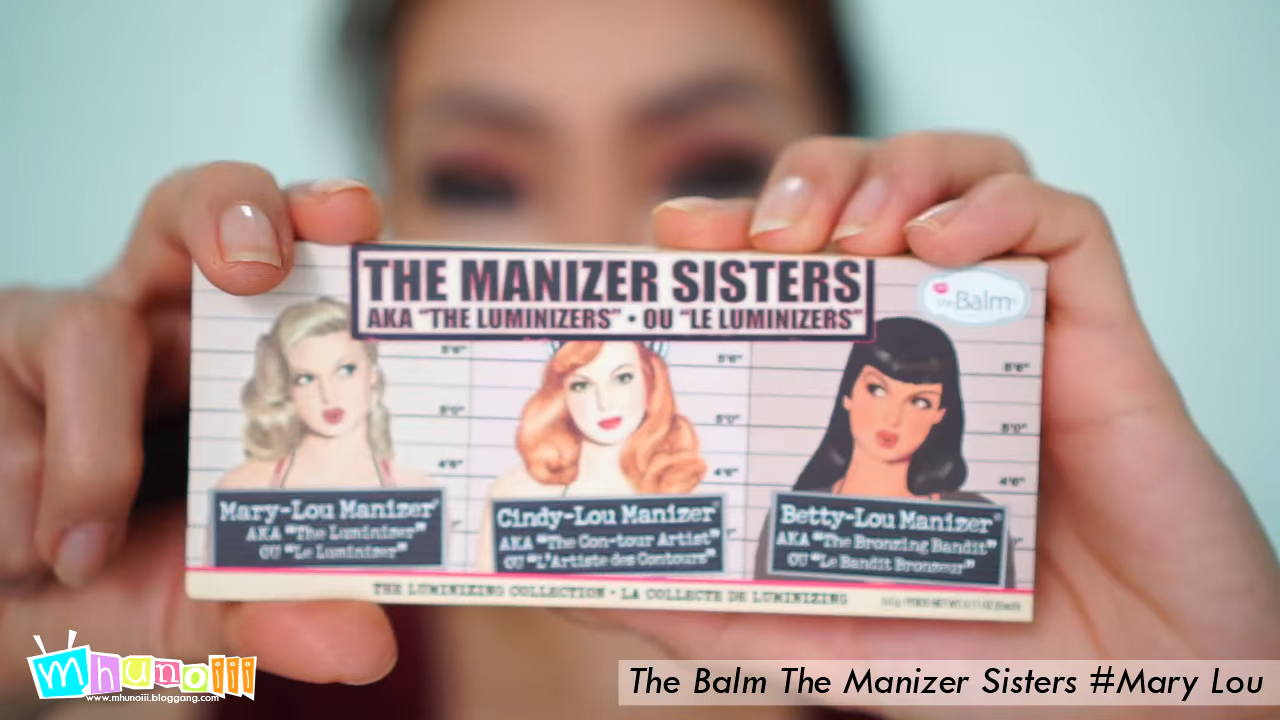 THE MANIZER SISTERS
AKA "THE LUMINIZERS" • OU "LE LUMINIZERS"
theBalm®
5'6"
5'6"
5'6"
5'0"
5'0"
5'0"
4'6"
4'6"
4'6"
Mary-Lou Manizer®
AKA "The Luminizer"
OU "Le Luminizer"
Cindy-Lou Manizer®
AKA "The Con-tour Artist"
OU "L'Artiste des Contours"
Betty-Lou Manizer®
AKA "The Bronzing Bandit"
OU "Le Bandit Bronzeur"
THE LUMINIZING COLLECTION • LA COLLECTE DE LUMINIZING
mhunoiii
www.mhunoiii.bloggang.com
The Balm The Manizer Sisters #Mary Lou